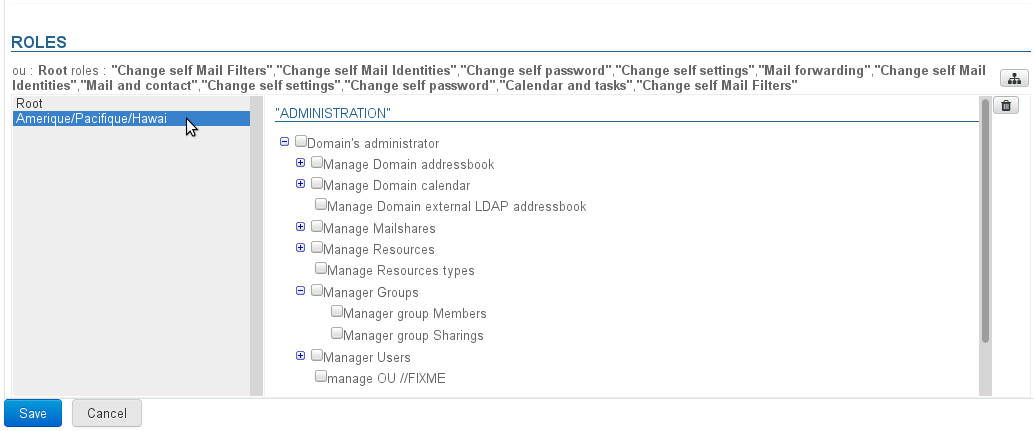 ROLES
ou : Root roles : "Change self Mail Filters","Change self Mail Identities","Change self password","Change self settings","Mail forwarding","Change self Mail
Identities","Mail and contact","Change self settings","Change self password","Calendar and tasks","Change self Mail Filters"
Root
Amerique/Pacifique/Hawai
"ADMINISTRATION"
Domain's administrator
Manage Domain addressbook
Manage Domain calendar
Manage Domain external LDAP addressbook
Manage Mailshares
Manage Resources
Manage Resources types
Manager Groups
Manager group Members
Manager group Sharings
Manager Users
manage OU //FIXME
Save
Cancel